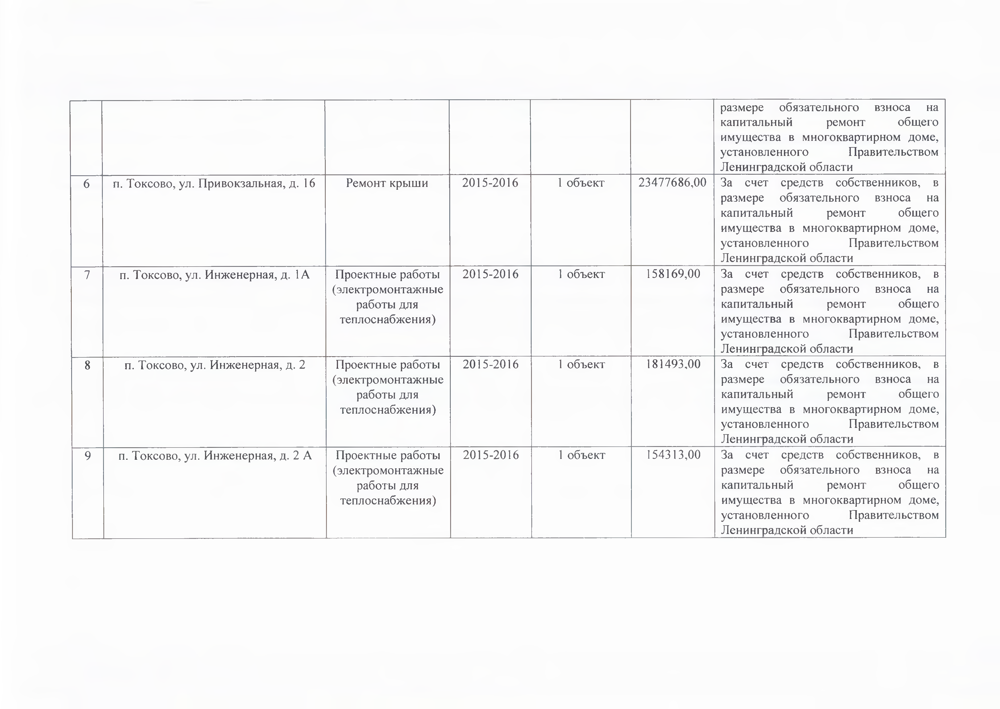 размере обязательного взноса на
капитальный ремонт общего
имущества в многоквартирном доме,
установленного Правительством
Ленинградской области
6 п. Токсово, ул. Привокзальная, д. 16 Ремонт крыши 2015-2016 1 объект 23477686,00 За счет средств собственников, в
размере обязательного взноса на
капитальный ремонт общего
имущества в многоквартирном доме,
установленного Правительством
Ленинградской области
7 п. Токсово, ул. Инженерная, д. 1А Проектные работы 2015-2016 1 объект 158169,00 За счет средств собственников, в
(электромонтажные размере обязательного взноса на
работы для капитальный ремонт общего
теплоснабжения) имущества в многоквартирном доме,
установленного Правительством
Ленинградской области
8 п. Токсово, ул. Инженерная, д. 2 Проектные работы 2015-2016 1 объект 181493,00 За счет средств собственников, в
(электромонтажные размере обязательного взноса на
работы для капитальный ремонт общего
теплоснабжения) имущества в многоквартирном доме,
установленного Правительством
Ленинградской области
9 п. Токсово, ул. Инженерная, д. 2 А Проектные работы 2015-2016 1 объект 154313,00 За счет средств собственников, в
(электромонтажные размере обязательного взноса на
работы для капитальный ремонт общего
теплоснабжения) имущества в многоквартирном доме,
установленного Правительством
Ленинградской области